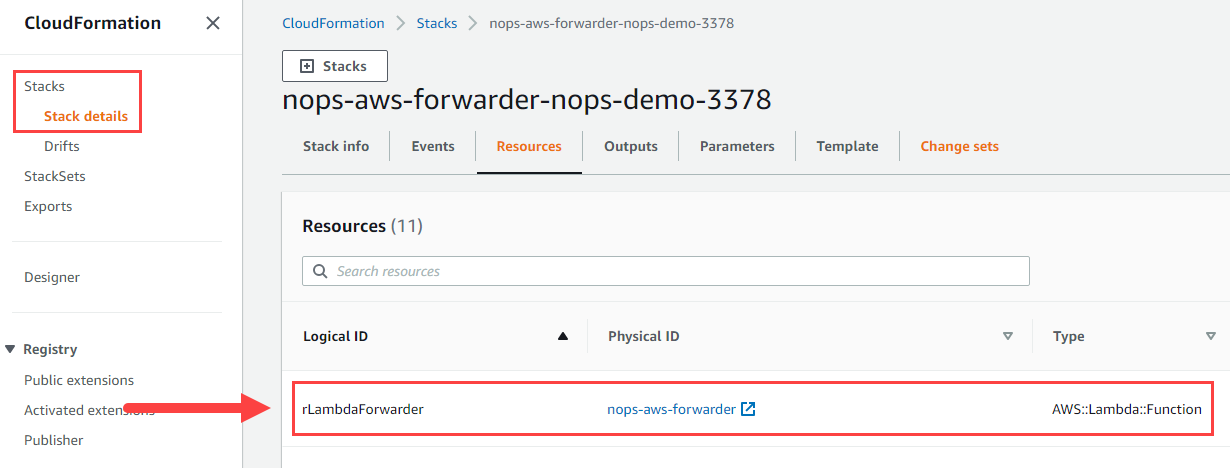 CloudFormation
Stacks
Stack details
Drifts
StackSets
Exports
Designer
Registry
Public extensions
Activated extensions
Publisher
CloudFormation > Stacks > nops-aws-forwarder-nops-demo-3378
Stacks
nops-aws-forwarder-nops-demo-3378
Stack info Events Resources Outputs Parameters Template Change sets
Resources (11)
Search resources
Logical ID Physical ID Type
rLambdaForwarder nops-aws-forwarder AWS::Lambda::Function